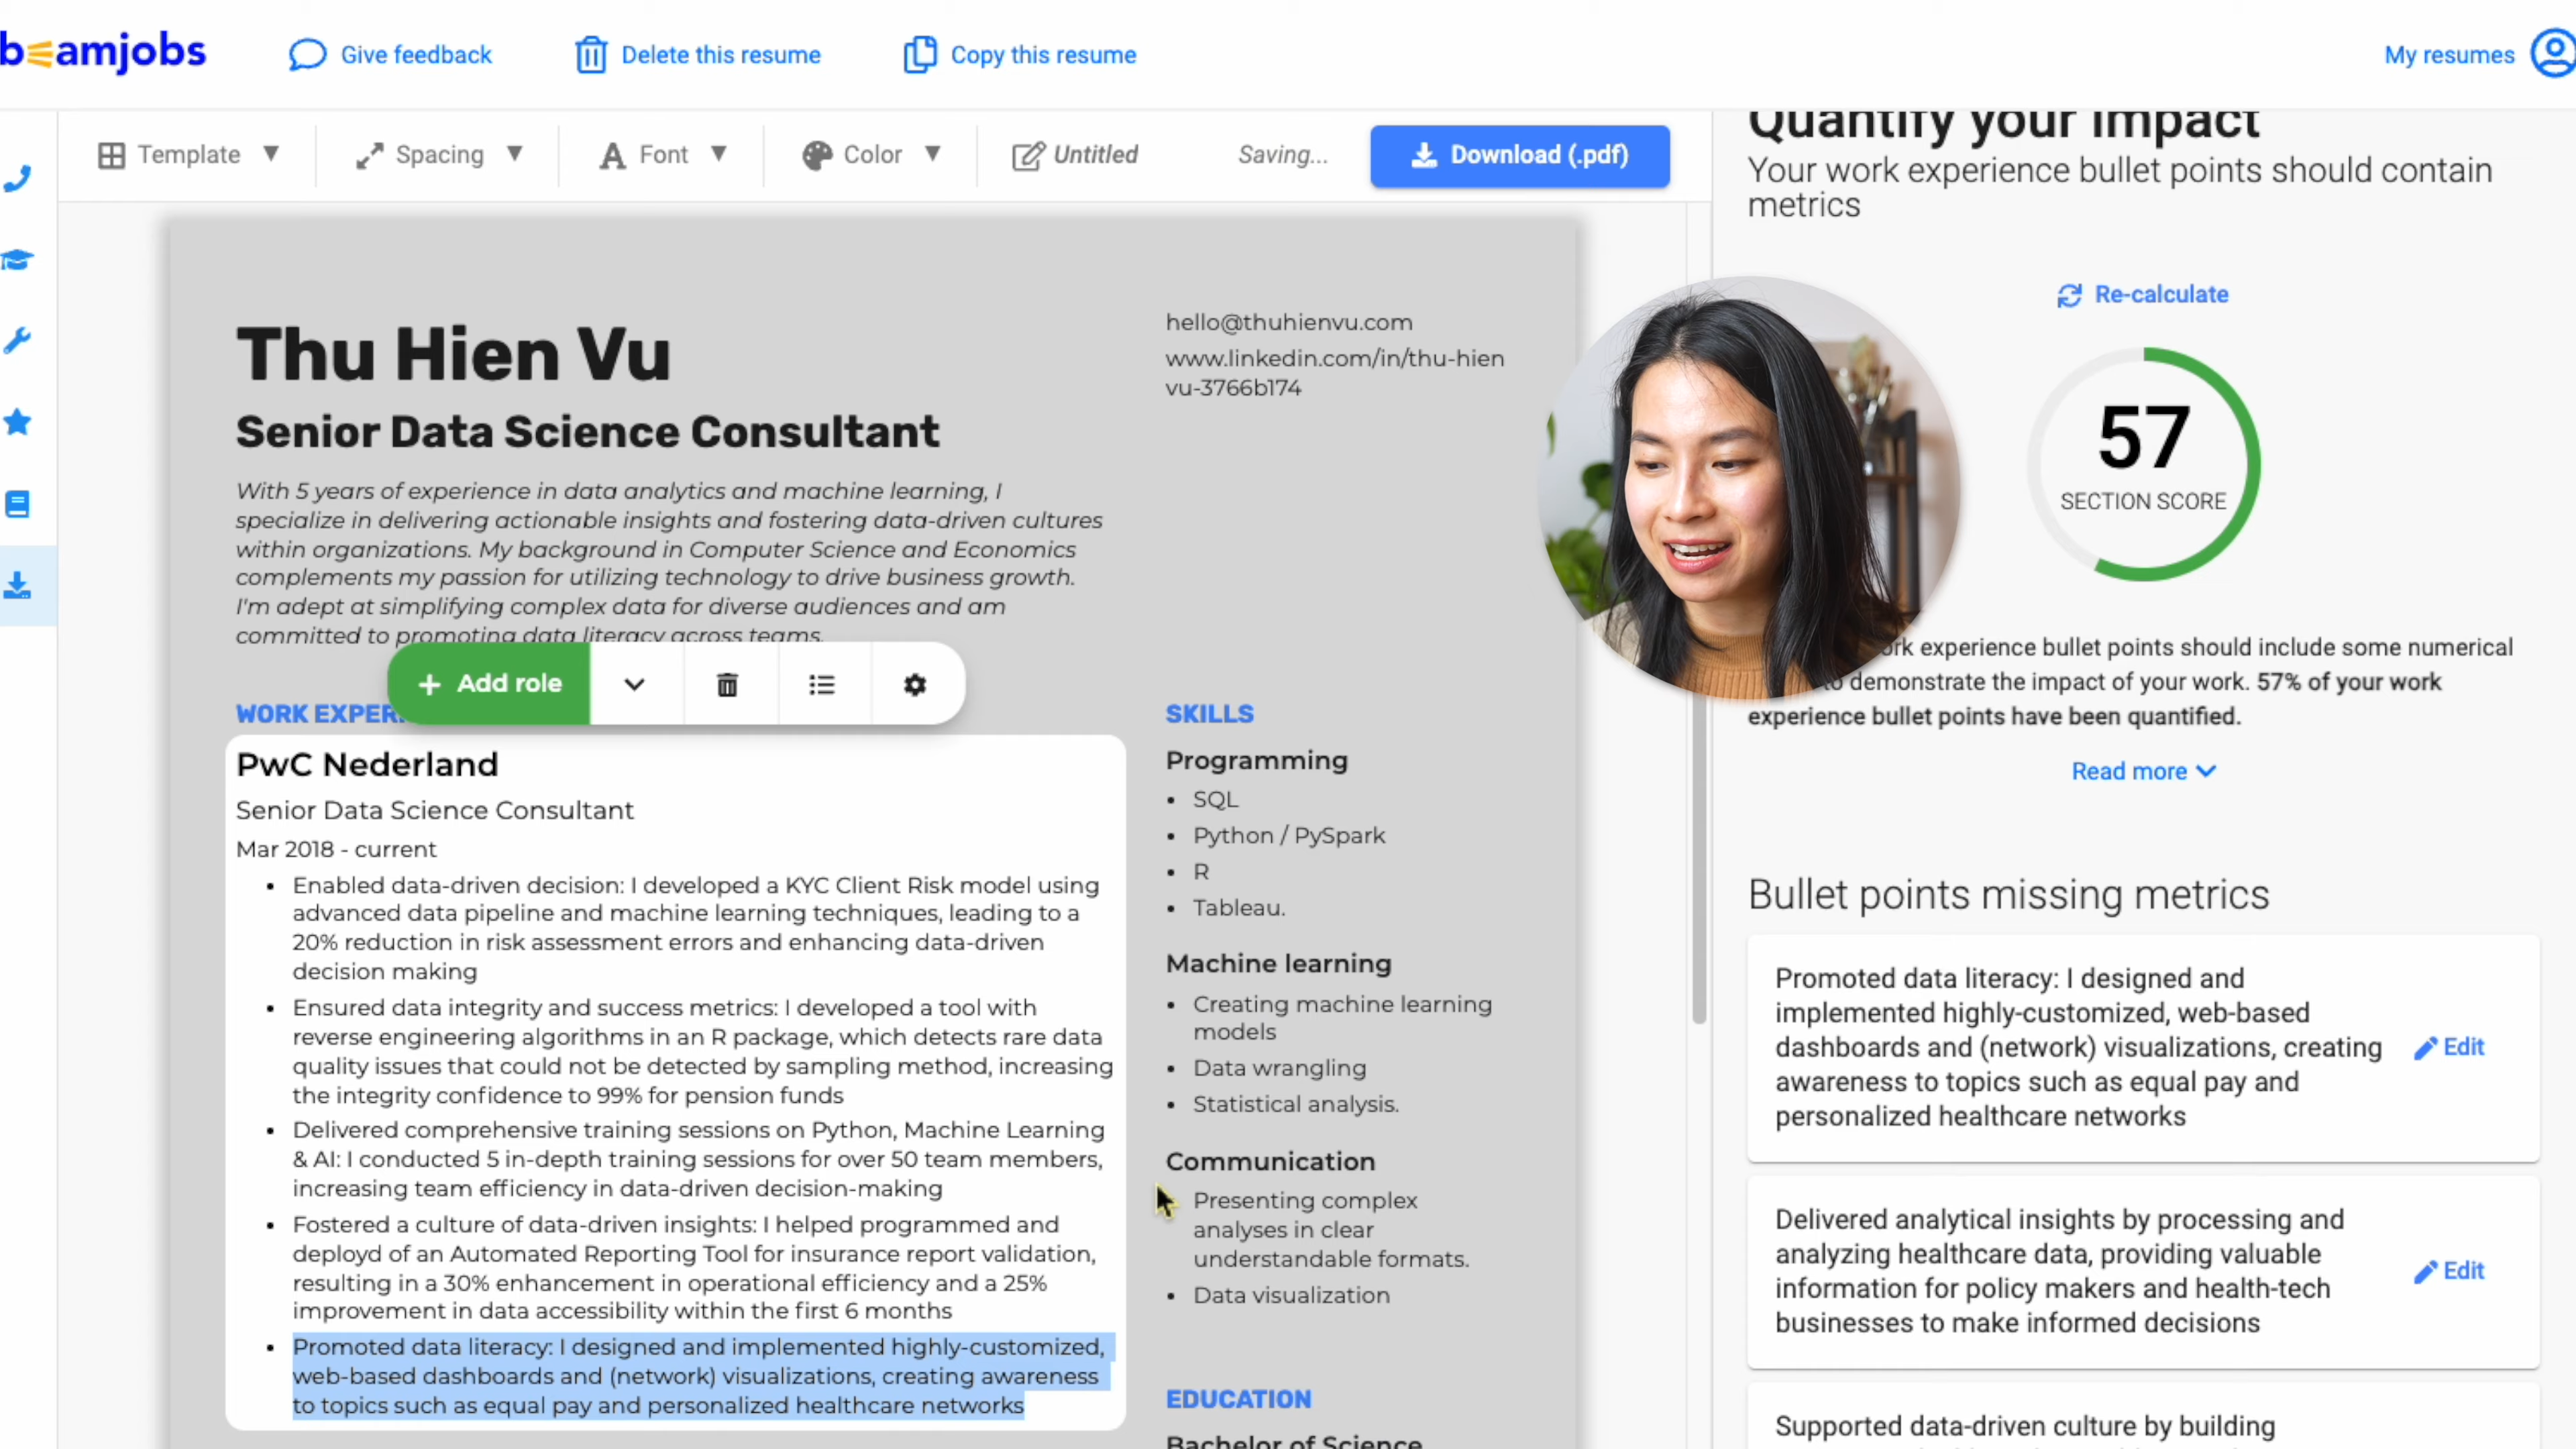 beamjobs
Give feedback
Delete this resume
Copy this resume
My resumes
Template
Spacing
Font
Color
Untitled
Saving...
Download (.pdf)
Thu Hien Vu
Senior Data Science Consultant
With 5 years of experience in data analytics and machine learning, I
specialize in delivering actionable insights and fostering data-driven cultures
within organizations. My background in Computer Science and Economics
complements my passion for utilizing technology to drive business growth.
I'm adept at simplifying complex data for diverse audiences and am
committed to promoting data literacy across teams.
hello@thuhienvu.com
www.linkedin.com/in/thu-hien
vu-3766b174
Add role
WORK EXPER
PwC Nederland
Senior Data Science Consultant
Mar 2018 - current
• Enabled data-driven decision: I developed a KYC Client Risk model using
advanced data pipeline and machine learning techniques, leading to a
20% reduction in risk assessment errors and enhancing data-driven
decision making
• Ensured data integrity and success metrics: I developed a tool with
reverse engineering algorithms in an R package, which detects rare data
quality issues that could not be detected by sampling method, increasing
the integrity confidence to 99% for pension funds
• Delivered comprehensive training sessions on Python, Machine Learning
& AI: I conducted 5 in-depth training sessions for over 50 team members,
increasing team efficiency in data-driven decision-making
• Fostered a culture of data-driven insights: I helped programmed and
deployd of an Automated Reporting Tool for insurance report validation,
resulting in a 30% enhancement in operational efficiency and a 25%
improvement in data accessibility within the first 6 months
• Promoted data literacy: I designed and implemented highly-customized,
web-based dashboards and (network) visualizations, creating awareness
to topics such as equal pay and personalized healthcare networks
SKILLS
Programming
• SQL
• Python / PySpark
• R
• Tableau.
Machine learning
• Creating machine learning
models
• Data wrangling
• Statistical analysis.
Communication
Presenting complex
analyses in clear
understandable formats.
• Data visualization
EDUCATION
Bachelor of Science
Quantify your impact
Your work experience bullet points should contain
metrics
Re-calculate
57
SECTION SCORE
experience bullet points should include some numerical
demonstrate the impact of your work. 57% of your work
experience bullet points have been quantified.
Read more
Bullet points missing metrics
Promoted data literacy: I designed and
implemented highly-customized, web-based
dashboards and (network) visualizations, creating
awareness to topics such as equal pay and
personalized healthcare networks
Edit
Delivered analytical insights by processing and
analyzing healthcare data, providing valuable
information for policy makers and health-tech
businesses to make informed decisions
Edit
Supported data-driven culture by building